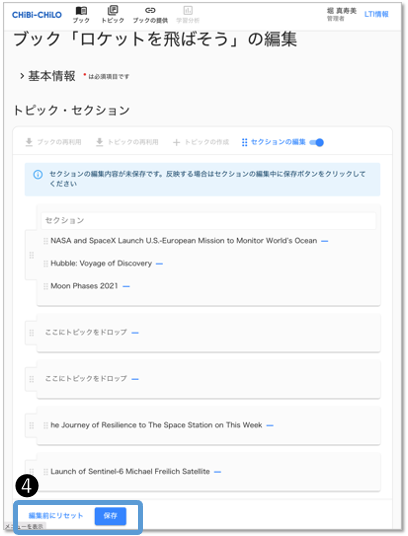 CHiBi-CHiLO
ブック
トピック
ブックの提供
学習分析
堀 真寿美
管理者
LTI情報
ブック「ロケットを飛ばそう」の編集
基本情報 * は必須項目です
トピック・セクション
ブックの再利用
トピックの再利用
トピックの作成
セクションの編集
セクションの編集内容が未保存です。反映する場合はセクションの編集中に保存ボタンをクリックして
ください
セクション
NASA and SpaceX Launch U.S.-European Mission to Monitor World's Ocean
Hubble: Voyage of Discovery
Moon Phases 2021
ここにトピックをドロップ
ここにトピックをドロップ
he Journey of Resilience to The Space Station on This Week
Launch of Sentinel-6 Michael Freilich Satellite
4
編集前にリセット
保存
メニューを表示